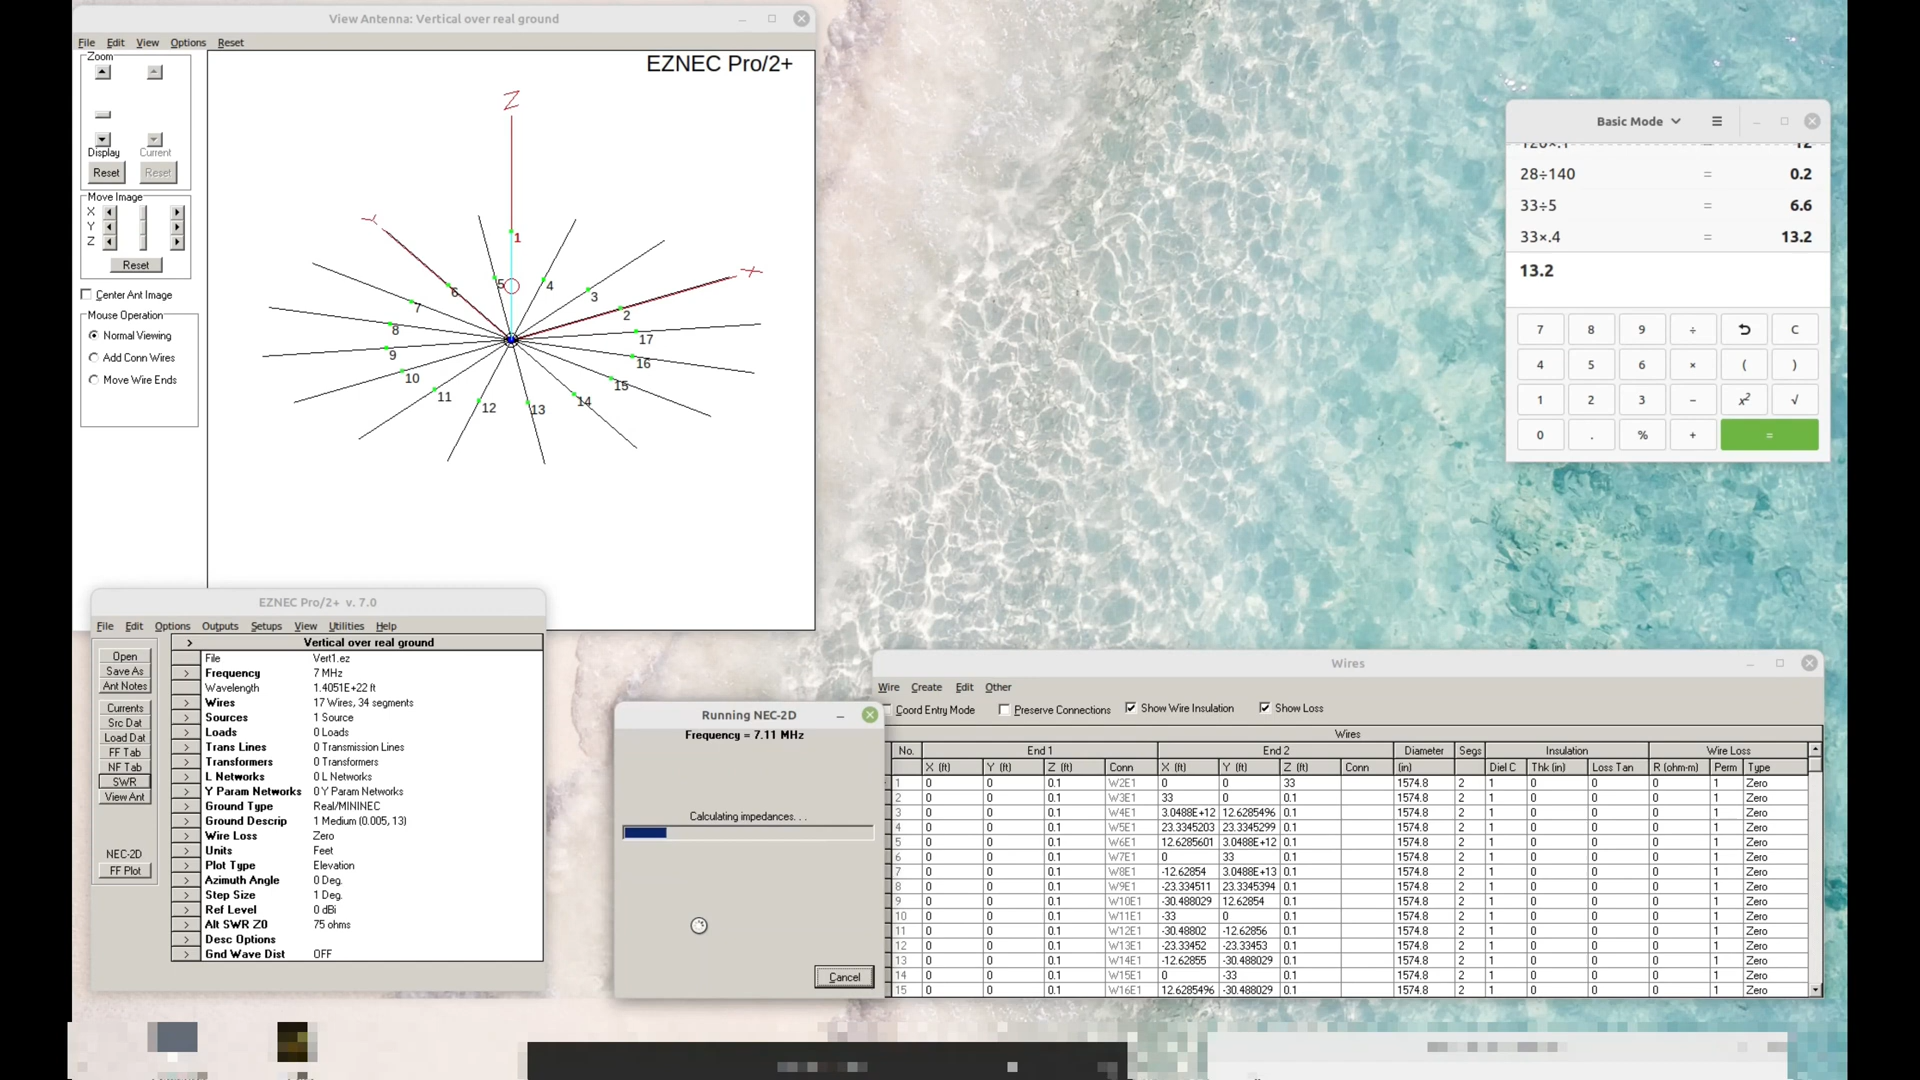 View Antenna: Vertical over real ground
File Edit View Options Reset
Zoom
Display Current
Reset Reset
Move Image
X
Y
Z
Reset
Center Ant Image
Mouse Operation
Normal Viewing
Add Conn Wires
Move Wire Ends
EZNEC Pro/2+
Z
Y
X
1
2
3
4
5
6
7
8
9
10
11
12
13
14
15
16
17
Basic Mode
120×.1 = 12
28÷140 = 0.2
33÷5 = 6.6
33×.4 = 13.2
13.2
7 8 9 ÷ C
4 5 6 × ( )
1 2 3 − x² √
0 . % + =
EZNEC Pro/2+ v. 7.0
File Edit Options Outputs Setups View Utilities Help
Open
Save As
Ant Notes
Currents
Src Dat
Load Dat
FF Tab
NF Tab
SWR
View Ant
NEC-2D
FF Plot
> Vertical over real ground
File Vert1.ez
> Frequency 7 MHz
Wavelength 1.4051E+22 ft
> Wires 17 Wires, 34 segments
> Sources 1 Source
> Loads 0 Loads
> Trans Lines 0 Transmission Lines
> Transformers 0 Transformers
> L Networks 0 L Networks
> Y Param Networks 0 Y Param Networks
> Ground Type Real/MININEC
> Ground Descrip 1 Medium (0.005, 13)
> Wire Loss Zero
> Units Feet
> Plot Type Elevation
> Azimuth Angle 0 Deg.
> Step Size 1 Deg.
> Ref Level 0 dBi
> Alt SWR Z0 75 ohms
> Desc Options
> Gnd Wave Dist OFF
Running NEC-2D
Frequency = 7.11 MHz
Calculating impedances. . .
Cancel
Wires
Wire Create Edit Other
Coord Entry Mode Preserve Connections Show Wire Insulation Show Loss
Wires
No. End 1 End 2 Diameter Segs Insulation Wire Loss
X (ft) Y (ft) Z (ft) Conn X (ft) Y (ft) Z (ft) Conn (in) Diel C Thk (in) Loss Tan R (ohm-m) Perm Type
1 0 0 0.1 W2E1 0 0 33 1574.8 2 1 0 0 0 1 Zero
2 0 0 0.1 W3E1 33 0 0.1 1574.8 2 1 0 0 0 1 Zero
3 0 0 0.1 W4E1 3.0488E+12 12.6285496 0.1 1574.8 2 1 0 0 0 1 Zero
4 0 0 0.1 W5E1 23.3345203 23.3345299 0.1 1574.8 2 1 0 0 0 1 Zero
5 0 0 0.1 W6E1 12.6285601 3.0488E+12 0.1 1574.8 2 1 0 0 0 1 Zero
6 0 0 0.1 W7E1 0 33 0.1 1574.8 2 1 0 0 0 1 Zero
7 0 0 0.1 W8E1 -12.62854 3.0488E+13 0.1 1574.8 2 1 0 0 0 1 Zero
8 0 0 0.1 W9E1 -23.334511 23.3345394 0.1 1574.8 2 1 0 0 0 1 Zero
9 0 0 0.1 W10E1 -30.488029 12.62854 0.1 1574.8 2 1 0 0 0 1 Zero
10 0 0 0.1 W11E1 -33 0 0.1 1574.8 2 1 0 0 0 1 Zero
11 0 0 0.1 W12E1 -30.48802 -12.62856 0.1 1574.8 2 1 0 0 0 1 Zero
12 0 0 0.1 W13E1 -23.33452 -23.33453 0.1 1574.8 2 1 0 0 0 1 Zero
13 0 0 0.1 W14E1 -12.62855 -30.488029 0.1 1574.8 2 1 0 0 0 1 Zero
14 0 0 0.1 W15E1 0 -33 0.1 1574.8 2 1 0 0 0 1 Zero
15 0 0 0.1 W16E1 12.6285496 -30.488029 0.1 1574.8 2 1 0 0 0 1 Zero